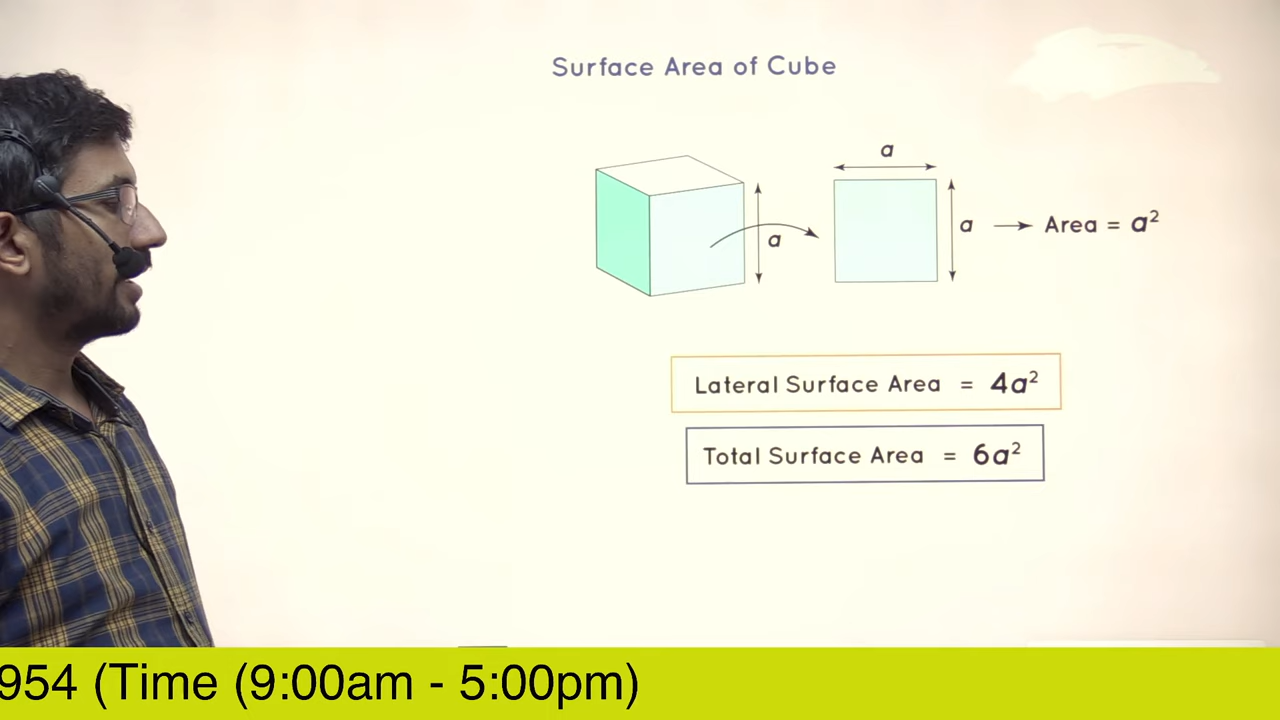 Surface Area of Cube
a
a
a → Area = a²
Lateral Surface Area = 4a²
Total Surface Area = 6a²
954 (Time (9:00am - 5:00pm)